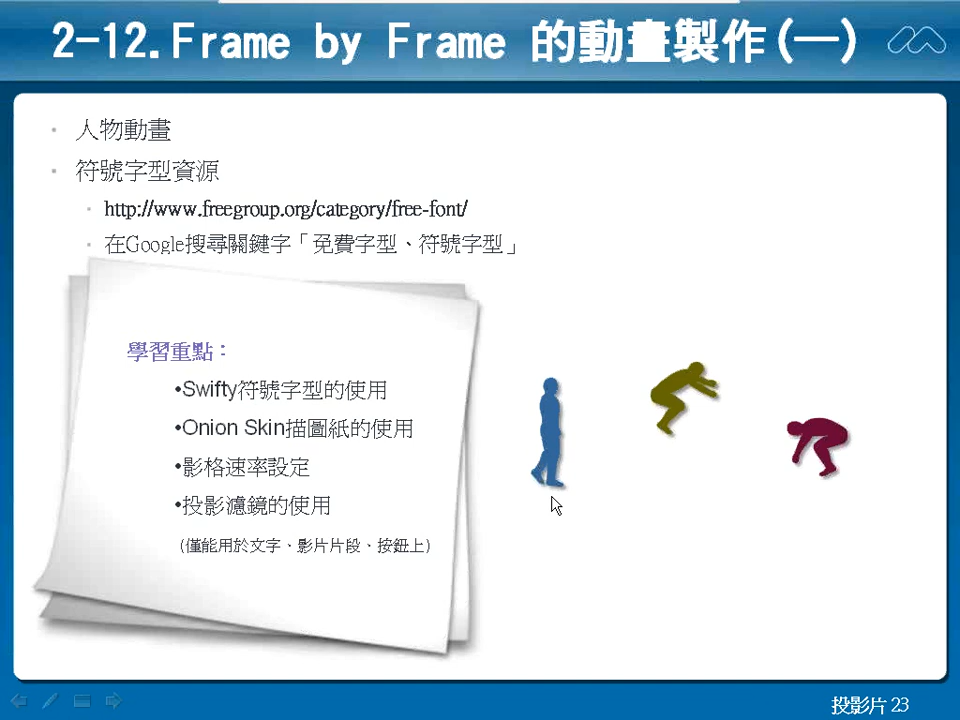 2-12.Frame by Frame 的動畫製作(一)
• 人物動畫
• 符號字型資源
• http://www.freegroup.org/category/free-font/
• 在Google搜尋關鍵字「免費字型、符號字型」
學習重點：
•Swifty符號字型的使用
•Onion Skin描圖紙的使用
•影格速率設定
•投影濾鏡的使用
(僅能用於文字、影片片段、按鈕上)
投影片 23